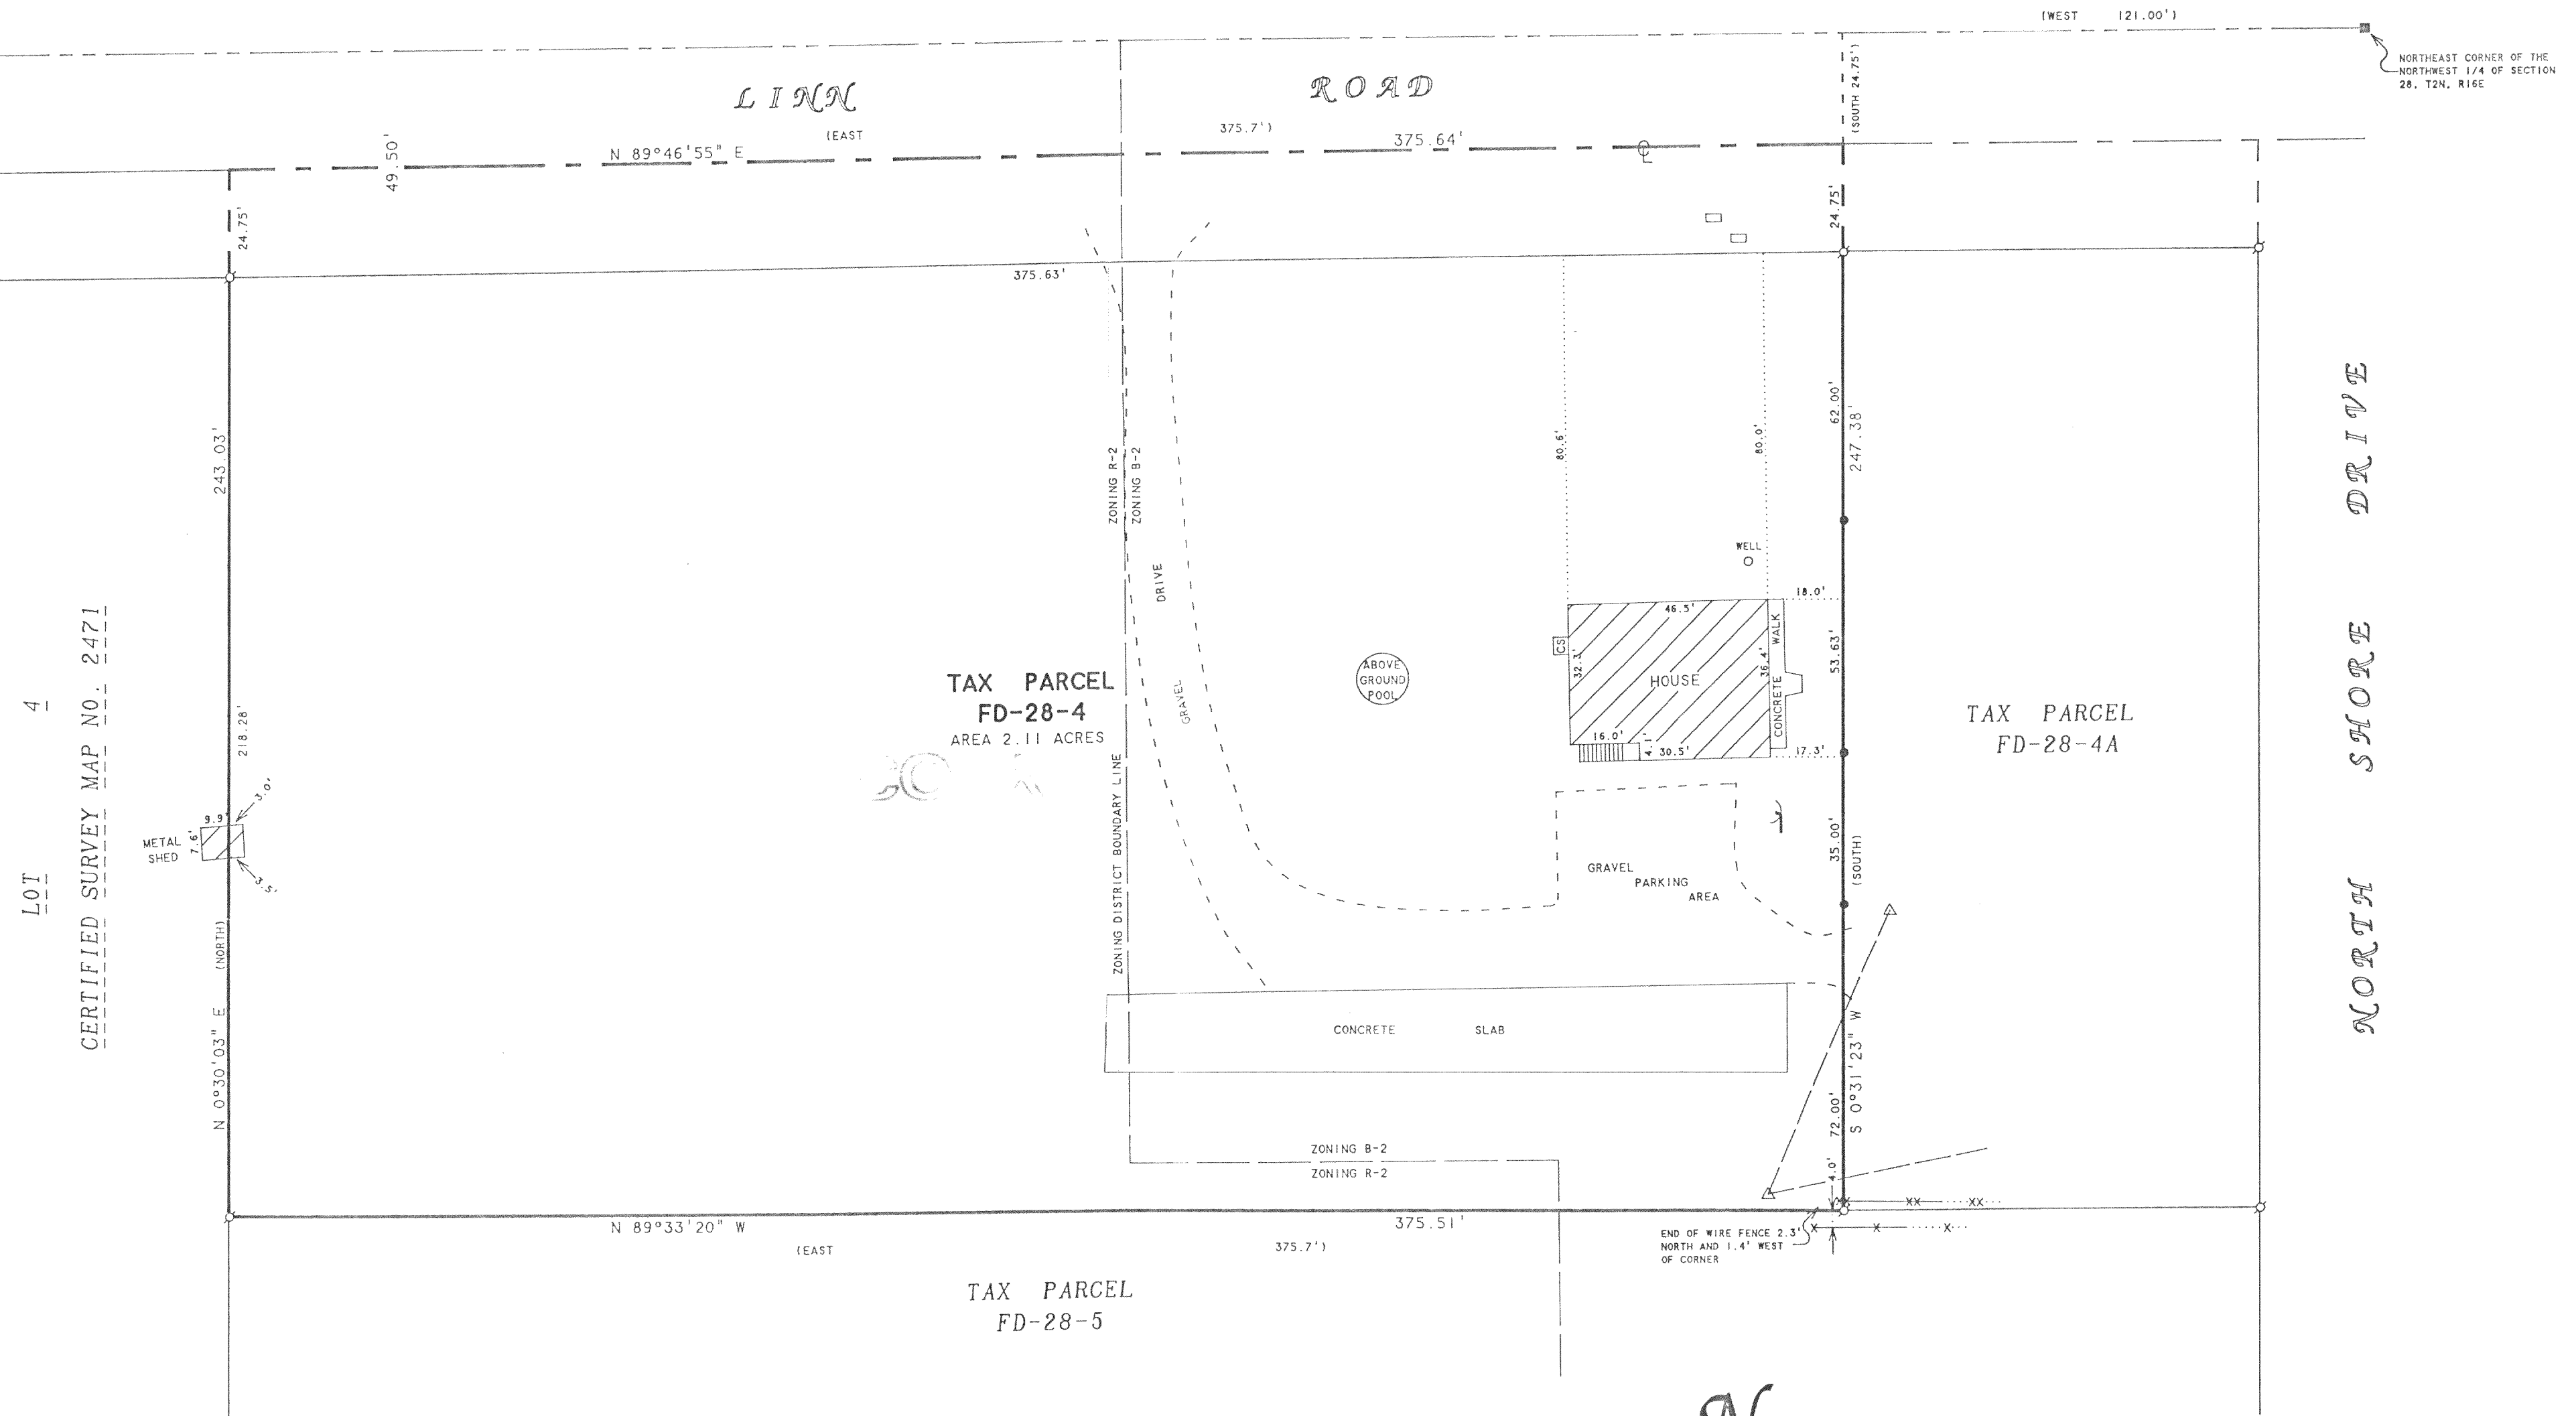 (WEST 121.00')
NORTHEAST CORNER OF THE
NORTHWEST 1/4 OF SECTION
28, T2N, R16E
(SOUTH 24.75')
LINN ROAD
(EAST 375.7')
N 89°46'55" E 375.64'
49.50'
24.75'
24.75'
375.63'
243.03'
218.28'
N 0°30'03" E (NORTH)
LOT 4
CERTIFIED SURVEY MAP NO. 2471
METAL
SHED
9.9'
7.6'
3.0'
3.5'
TAX PARCEL
FD-28-4
AREA 2.11 ACRES
ZONING R-2
ZONING B-2
ZONING DISTRICT BOUNDARY LINE
GRAVEL DRIVE
ABOVE
GROUND
POOL
80.6'
80.0'
WELL
CS
46.5'
32.3'
36.4'
HOUSE
16.0'
4.1'
30.5'
CONCRETE WALK
18.0'
17.3'
62.00'
247.38'
53.63'
35.00'
(SOUTH)
72.00'
S 0°31'23" W
4.0'
GRAVEL
PARKING
AREA
CONCRETE SLAB
ZONING B-2
ZONING R-2
TAX PARCEL
FD-28-4A
NORTH SHORE DRIVE
N 89°33'20" W 375.51'
(EAST 375.7')
END OF WIRE FENCE 2.3'
NORTH AND 1.4' WEST
OF CORNER
X XX XX
X X X
TAX PARCEL
FD-28-5
N